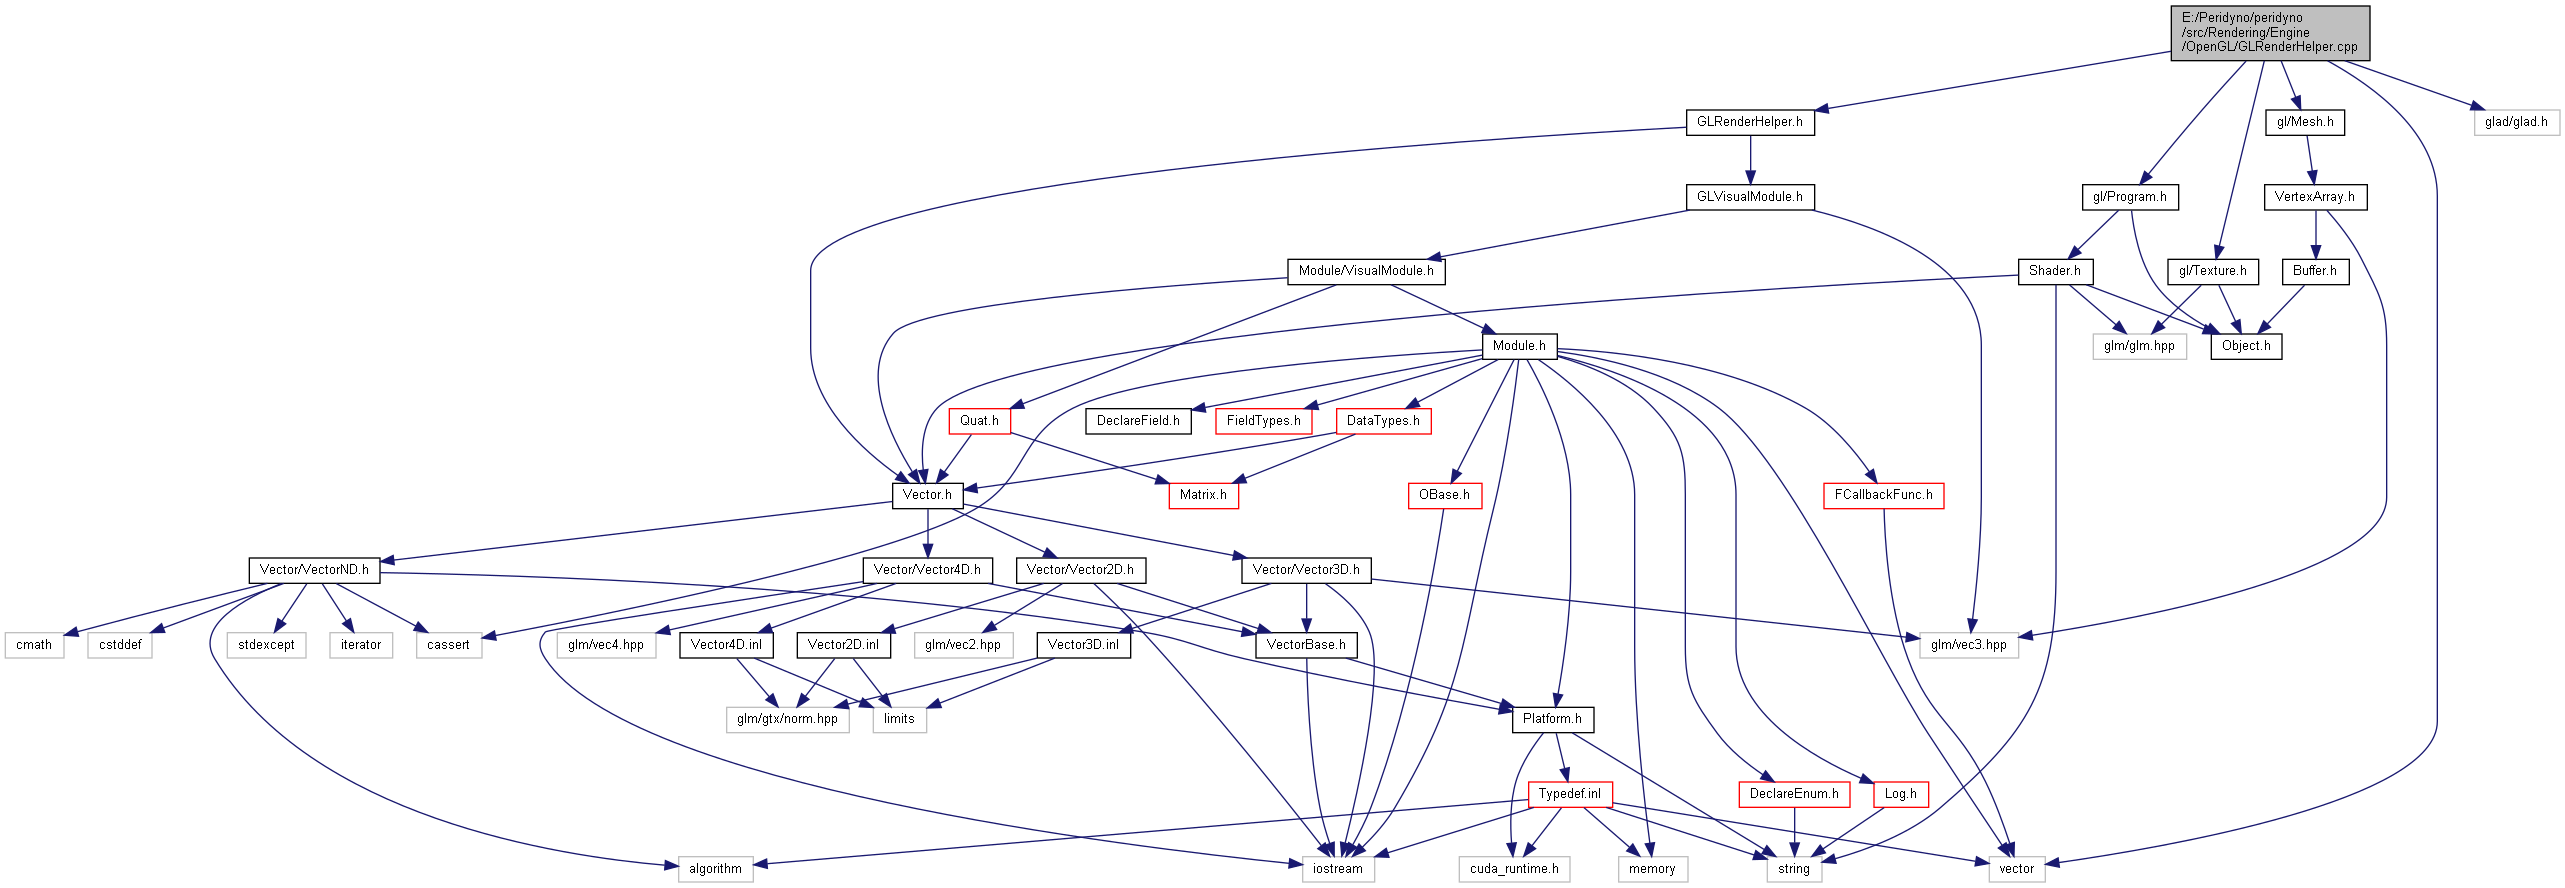 E:/Peridyno/peridyno
/src/Rendering/Engine
/OpenGL/GLRenderHelper.cpp
GLRenderHelper.h
gl/Mesh.h
glad/glad.h
GLVisualModule.h
gl/Program.h
VertexArray.h
Module/VisualModule.h
Shader.h
gl/Texture.h
Buffer.h
Module.h
glm/glm.hpp
Object.h
Quat.h
DeclareField.h
FieldTypes.h
DataTypes.h
Vector.h
Matrix.h
OBase.h
FCallbackFunc.h
Vector/VectorND.h
Vector/Vector4D.h
Vector/Vector2D.h
Vector/Vector3D.h
cmath
cstddef
stdexcept
iterator
cassert
glm/vec4.hpp
Vector4D.inl
Vector2D.inl
glm/vec2.hpp
Vector3D.inl
VectorBase.h
glm/vec3.hpp
glm/gtx/norm.hpp
limits
Platform.h
Typedef.inl
DeclareEnum.h
Log.h
algorithm
iostream
cuda_runtime.h
memory
string
vector